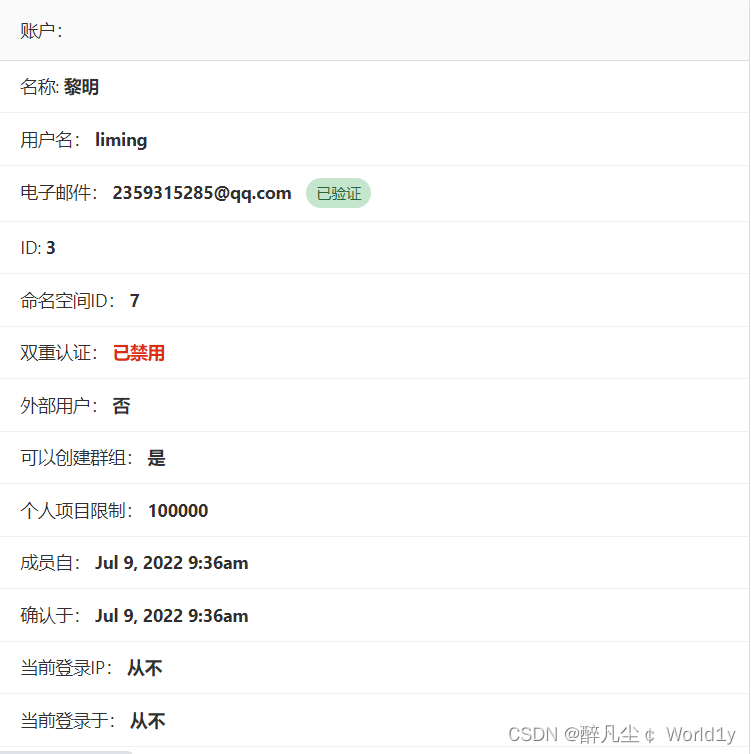 账户：
名称: 黎明
用户名： liming
电子邮件： 2359315285@qq.com 已验证
ID: 3
命名空间ID： 7
双重认证： 已禁用
外部用户： 否
可以创建群组： 是
个人项目限制： 100000
成员自： Jul 9, 2022 9:36am
确认于： Jul 9, 2022 9:36am
当前登录IP： 从不
当前登录于： 从不
CSDN @醉凡尘￠ World1y